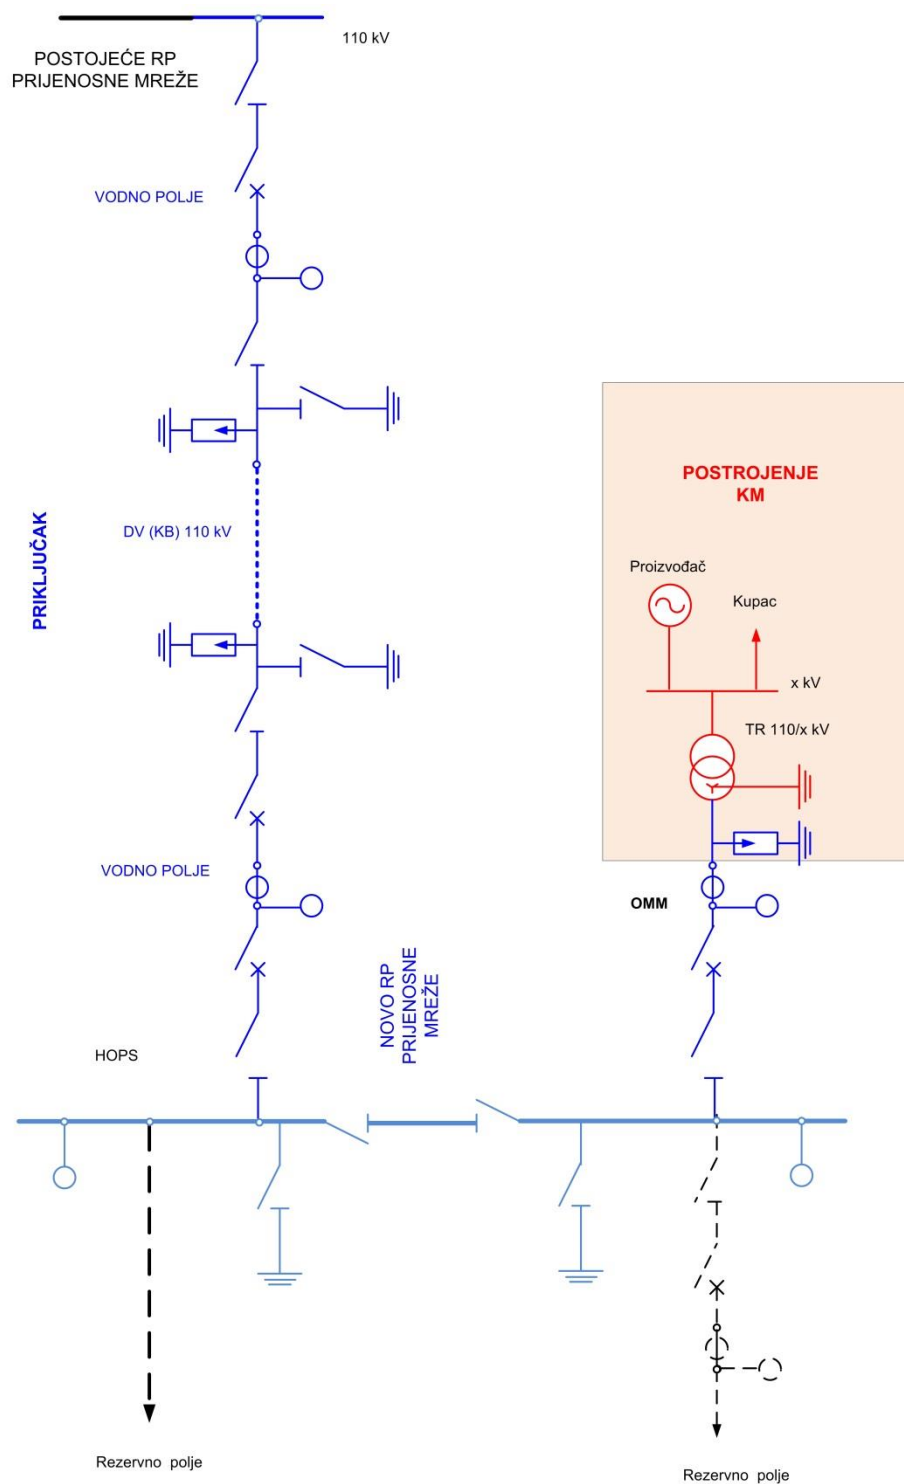 110 kV
POSTOJEĆE RP
PRIJENOSNE MREŽE
VODNO POLJE
POSTROJENJE
KM
PRIKLJUČAK
DV (KB) 110 kV
Proizvođač
Kupac
x kV
TR 110/x kV
VODNO POLJE
OMM
NOVO RP
PRIJENOSNE
MREŽE
HOPS
Rezervno polje
Rezervno polje